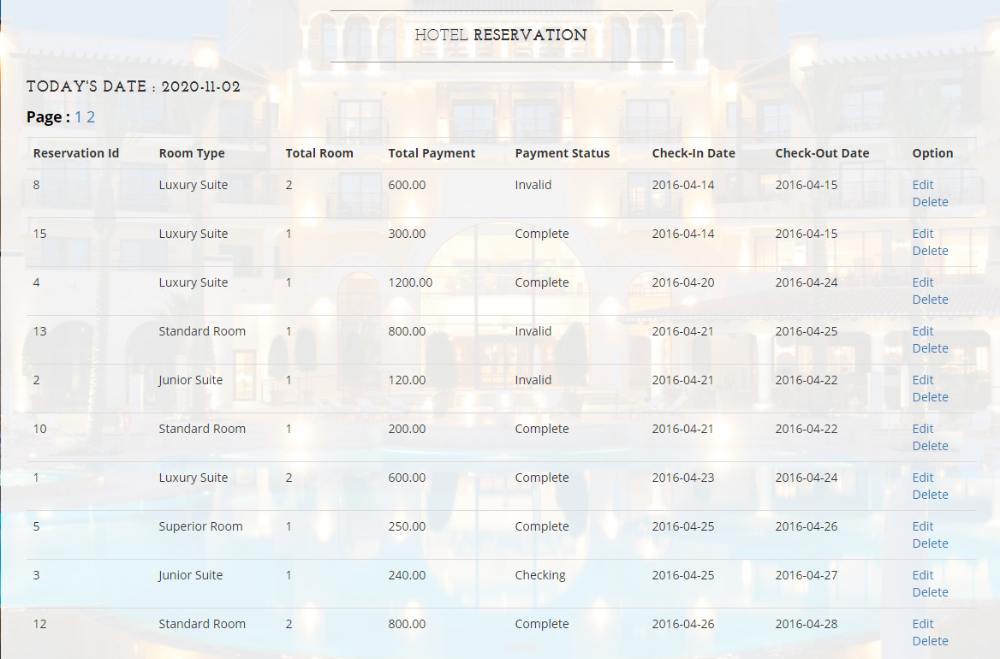 HOTEL RESERVATION
TODAY'S DATE : 2020-11-02
Page : 1 2
Reservation Id Room Type Total Room Total Payment Payment Status Check-In Date Check-Out Date Option
8 Luxury Suite 2 600.00 Invalid 2016-04-14 2016-04-15 Edit
Delete
15 Luxury Suite 1 300.00 Complete 2016-04-14 2016-04-15 Edit
Delete
4 Luxury Suite 1 1200.00 Complete 2016-04-20 2016-04-24 Edit
Delete
13 Standard Room 1 800.00 Invalid 2016-04-21 2016-04-25 Edit
Delete
2 Junior Suite 1 120.00 Invalid 2016-04-21 2016-04-22 Edit
Delete
10 Standard Room 1 200.00 Complete 2016-04-21 2016-04-22 Edit
Delete
1 Luxury Suite 2 600.00 Complete 2016-04-23 2016-04-24 Edit
Delete
5 Superior Room 1 250.00 Complete 2016-04-25 2016-04-26 Edit
Delete
3 Junior Suite 1 240.00 Checking 2016-04-25 2016-04-27 Edit
Delete
12 Standard Room 2 800.00 Complete 2016-04-26 2016-04-28 Edit
Delete